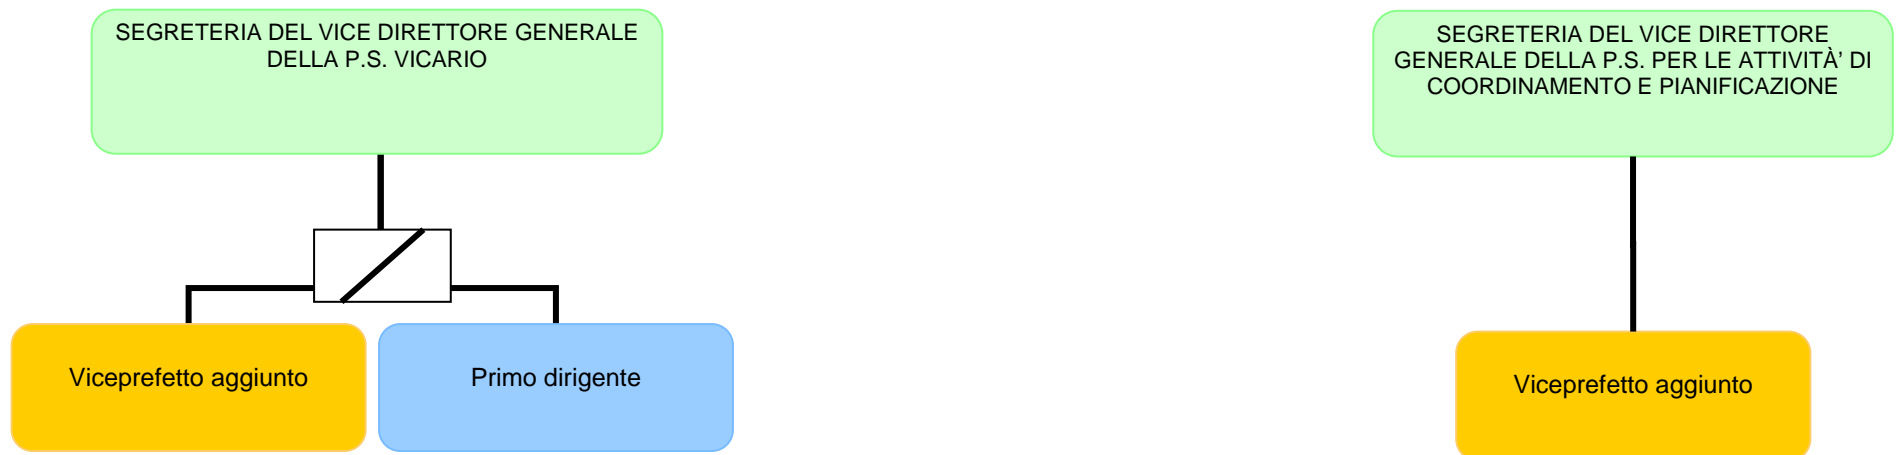 SEGRETERIA DEL VICE DIRETTORE GENERALE
DELLA P.S. VICARIO
SEGRETERIA DEL VICE DIRETTORE
GENERALE DELLA P.S. PER LE ATTIVITÀ’ DI
COORDINAMENTO E PIANIFICAZIONE
Viceprefetto aggiunto
Primo dirigente
Viceprefetto aggiunto